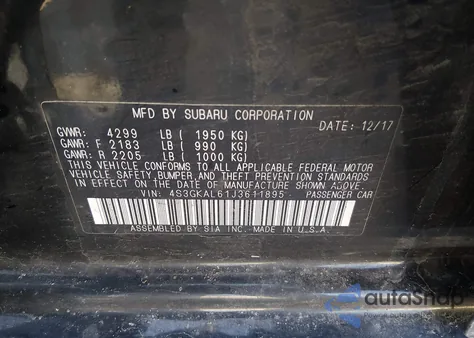 MFD BY SUBARU CORPORATION
DATE: 12/17
GVWR: 4299 LB ( 1950 KG)
GAWR: F 2183 LB ( 990 KG)
GAWR: R 2205 LB ( 1000 KG)
THIS VEHICLE CONFORMS TO ALL APPLICABLE FEDERAL MOTOR
VEHICLE SAFETY, BUMPER, AND THEFT PREVENTION STANDARDS
IN EFFECT ON THE DATE OF MANUFACTURE SHOWN ABOVE.
VIN: 4S3GKAL61J3611895 PASSENGER CAR
ASSEMBLED BY SIA INC. MADE IN U.S.A.
autoShop